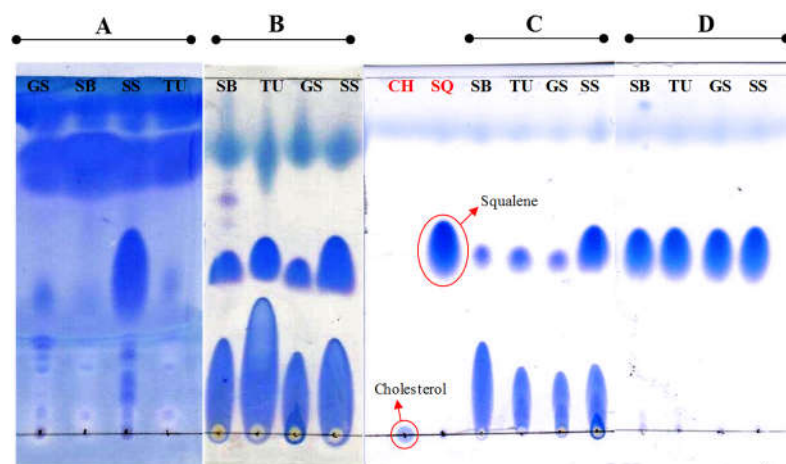 A B C D
GS SB SS TU SB TU GS SS CH SQ SB TU GS SS SB TU GS SS
Squalene
Cholesterol